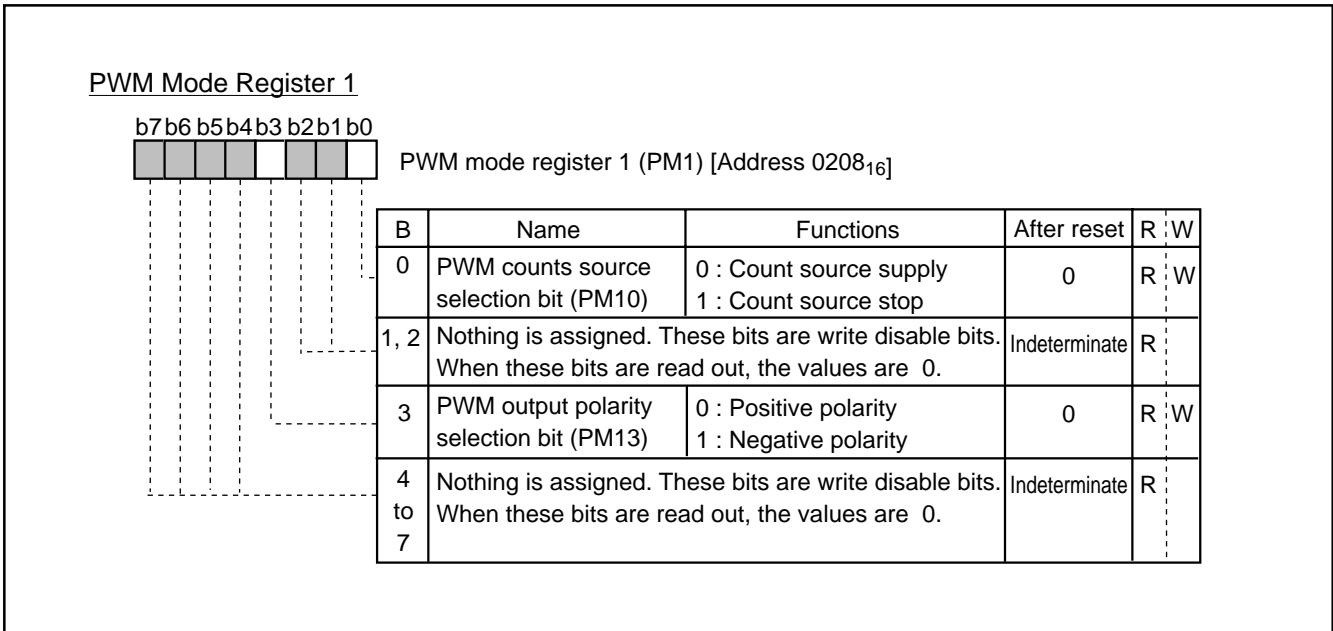 PWM Mode Register 1
b7 b6 b5 b4 b3 b2 b1 b0
PWM mode register 1 (PM1) [Address 0208₁₆]
B Name Functions After reset R W
0 PWM counts source selection bit (PM10) 0 : Count source supply 1 : Count source stop 0 R W
1, 2 Nothing is assigned. These bits are write disable bits. When these bits are read out, the values are 0. Indeterminate R
3 PWM output polarity selection bit (PM13) 0 : Positive polarity 1 : Negative polarity 0 R W
4 to 7 Nothing is assigned. These bits are write disable bits. When these bits are read out, the values are 0. Indeterminate R